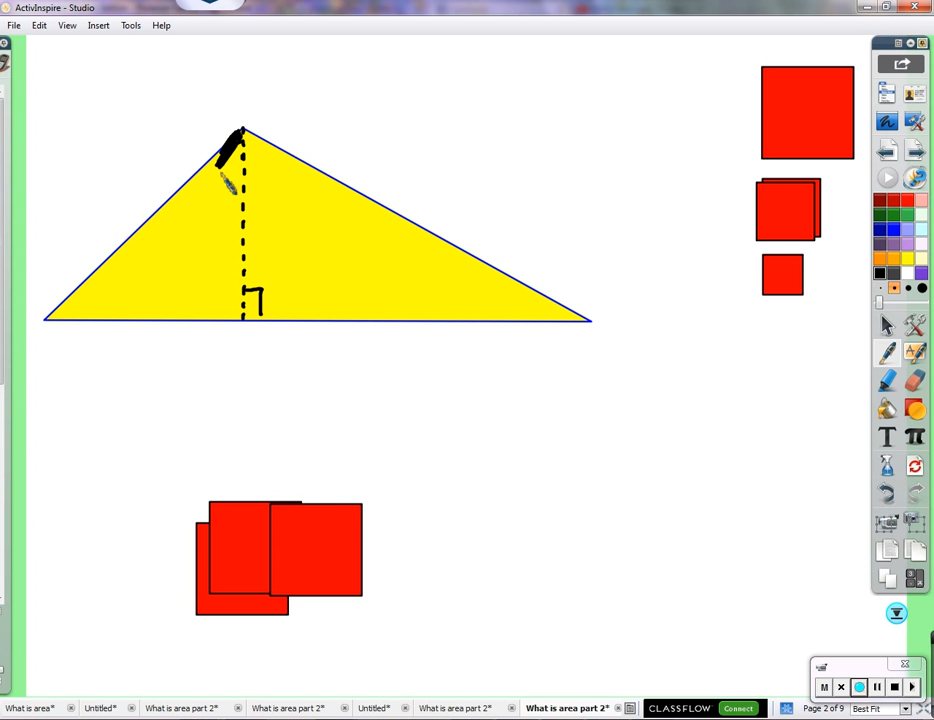 ActivInspire - Studio
File Edit View Insert Tools Help
M
What is area* Untitled* What is area part 2* What is area part 2* Untitled* What is area part 2* What is area part 2* CLASSFLOW Connect Page 2 of 9 Best Fit